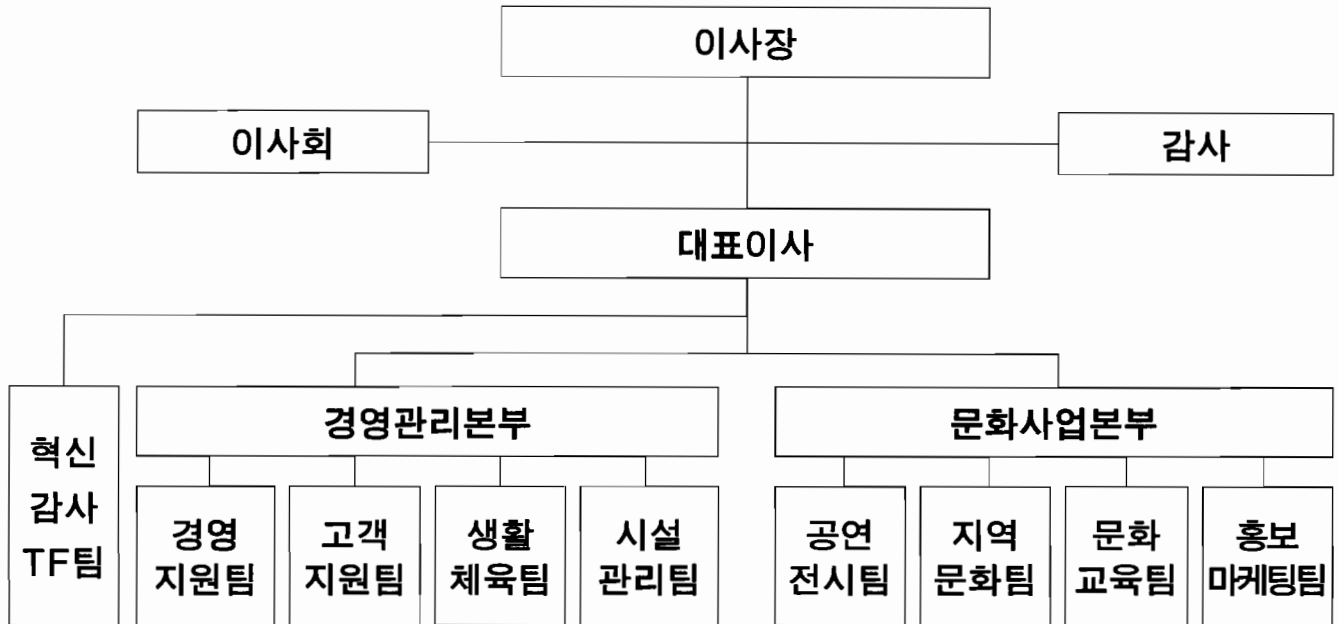 이사장
이사회
감사
대표이사
혁신
감사
TF팀
경영관리본부
문화사업본부
경영
지원팀
고객
지원팀
생활
체육팀
시설
관리팀
공연
전시팀
지역
문화팀
문화
교육팀
홍보
마케팅팀